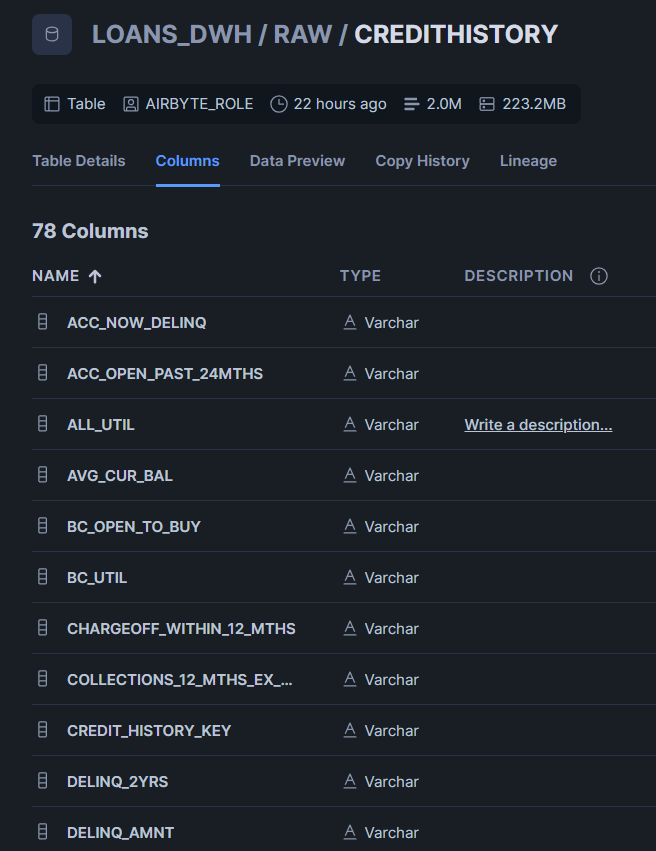 LOANS_DWH / RAW / CREDITHISTORY
Table AIRBYTE_ROLE 22 hours ago 2.0M 223.2MB
Table Details Columns Data Preview Copy History Lineage
78 Columns
NAME TYPE DESCRIPTION
ACC_NOW_DELINQ Varchar
ACC_OPEN_PAST_24MTHS Varchar
ALL_UTIL Varchar Write a description...
AVG_CUR_BAL Varchar
BC_OPEN_TO_BUY Varchar
BC_UTIL Varchar
CHARGEOFF_WITHIN_12_MTHS Varchar
COLLECTIONS_12_MTHS_EX_... Varchar
CREDIT_HISTORY_KEY Varchar
DELINQ_2YRS Varchar
DELINQ_AMNT Varchar